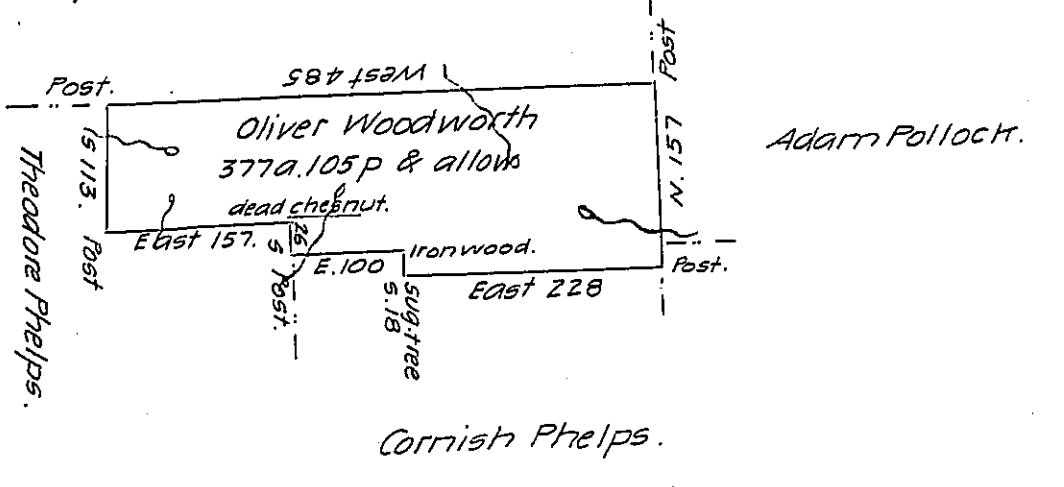 Post
Post.
West 485
Oliver Woodworth
377a.105p & allow
Adam Pollock.
N. 157
S 113.
Theodore Phelps.
Post
dead chesnut.
East 157.
S 26
Post.
E. 100
Ironwood.
S. 18
sug-tree
East 228
Post.
Cornish Phelps.